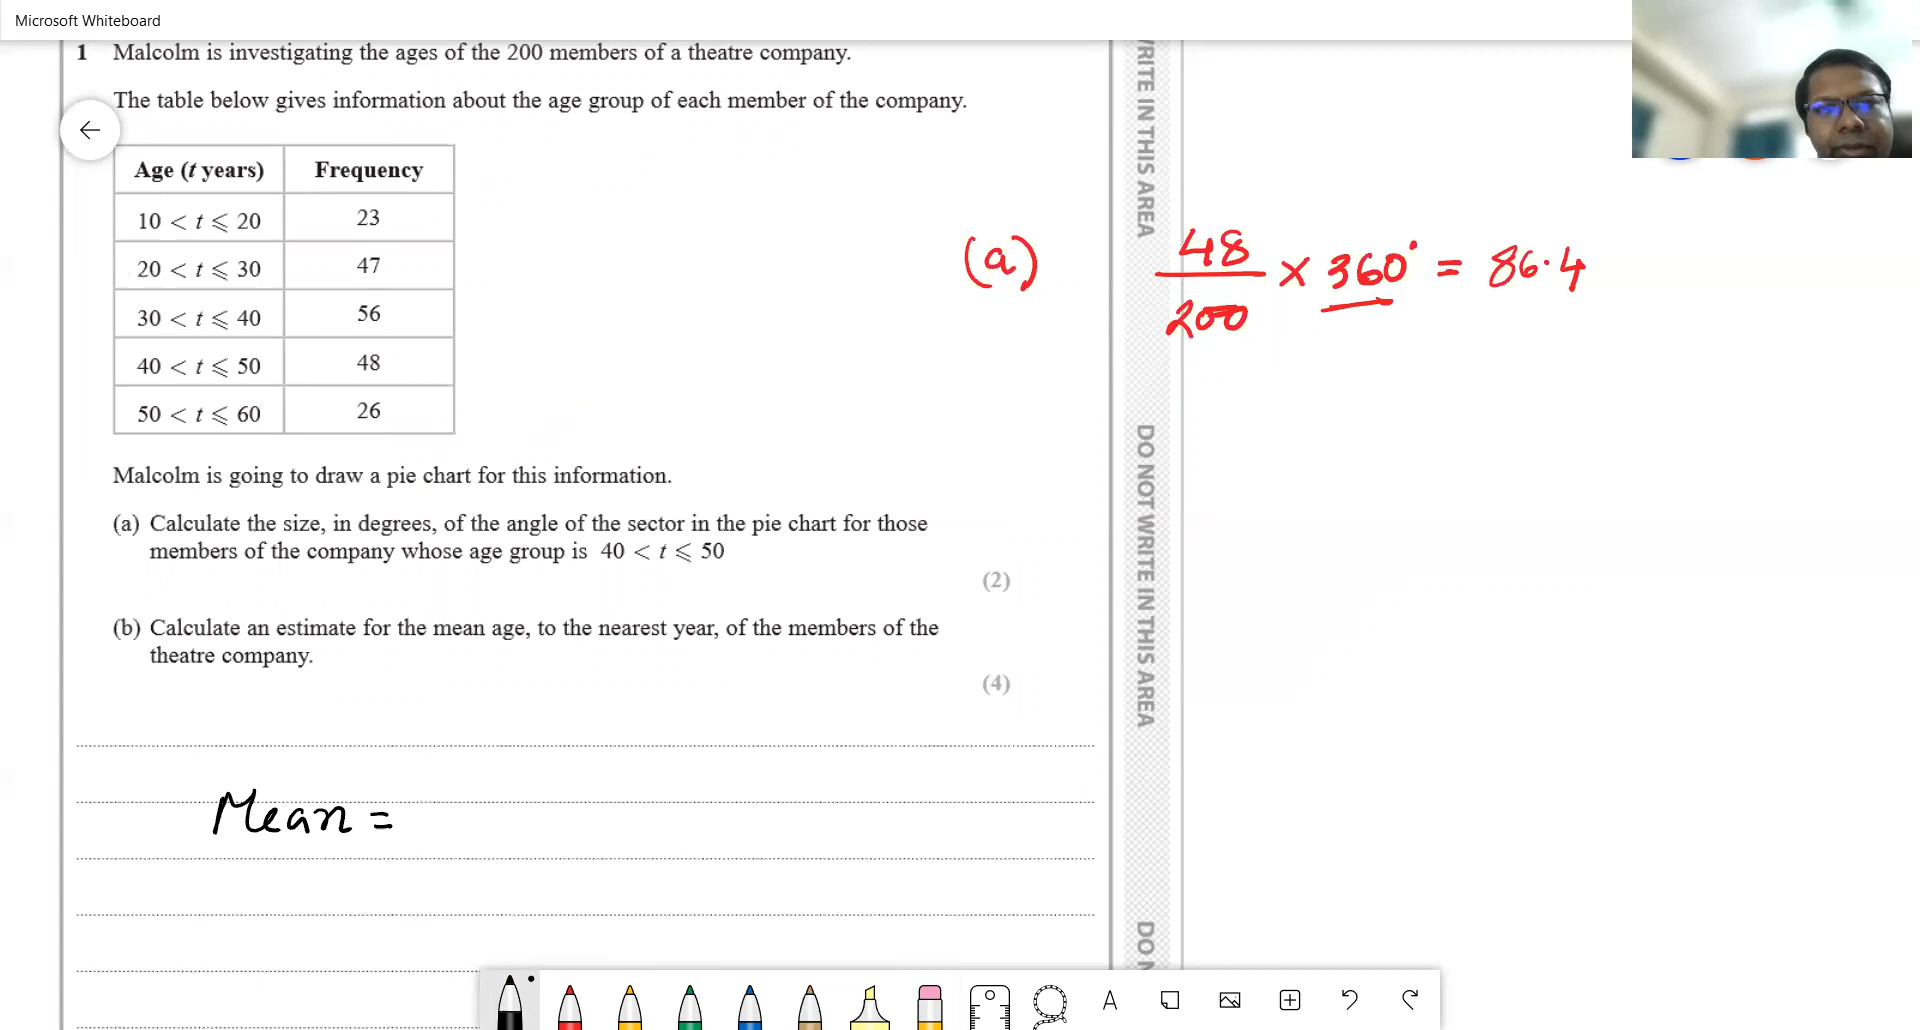 Microsoft Whiteboard
1 Malcolm is investigating the ages of the 200 members of a theatre company.
The table below gives information about the age group of each member of the company.
Age (t years) Frequency
10 < t ⩽ 20 23
20 < t ⩽ 30 47
30 < t ⩽ 40 56
40 < t ⩽ 50 48
50 < t ⩽ 60 26
Malcolm is going to draw a pie chart for this information.
(a) Calculate the size, in degrees, of the angle of the sector in the pie chart for those
members of the company whose age group is 40 < t ⩽ 50
(2)
(b) Calculate an estimate for the mean age, to the nearest year, of the members of the
theatre company.
(4)
Mean =
RITE IN THIS AREA
DO NOT WRITE IN THIS AREA
DO N
(a) 48/200 × 360° = 86.4
A